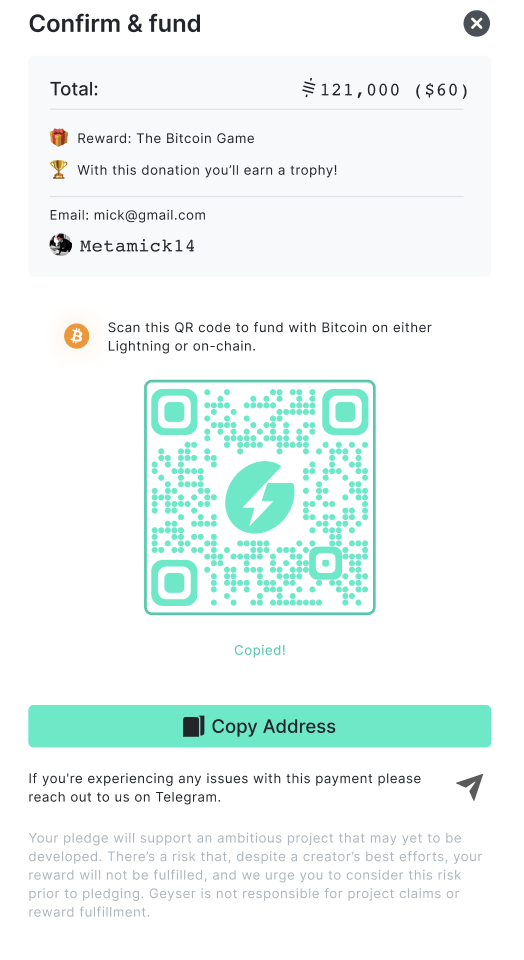 Confirm & fund
Total:
121,000 ($60)
Reward: The Bitcoin Game
With this donation you’ll earn a trophy!
Email: mick@gmail.com
Metamick14
Scan this QR code to fund with Bitcoin on either
Lightning or on-chain.
Copied!
Copy Address
If you're experiencing any issues with this payment please
reach out to us on Telegram.
Your pledge will support an ambitious project that may yet to be
developed. There’s a risk that, despite a creator’s best efforts, your
reward will not be fulfilled, and we urge you to consider this risk
prior to pledging. Geyser is not responsible for project claims or
reward fulfillment.